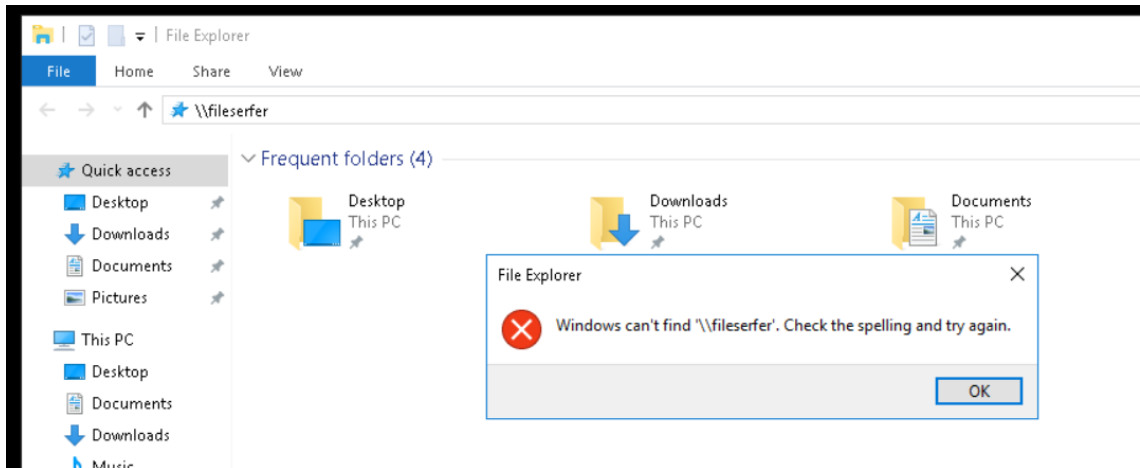 File Explorer
File Home Share View
\\fileserfer
Quick access
Desktop
Downloads
Documents
Pictures
This PC
Desktop
Documents
Downloads
Music
Frequent folders (4)
Desktop
This PC
Downloads
This PC
Documents
This PC
File Explorer
Windows can't find '\\fileserfer'. Check the spelling and try again.
OK